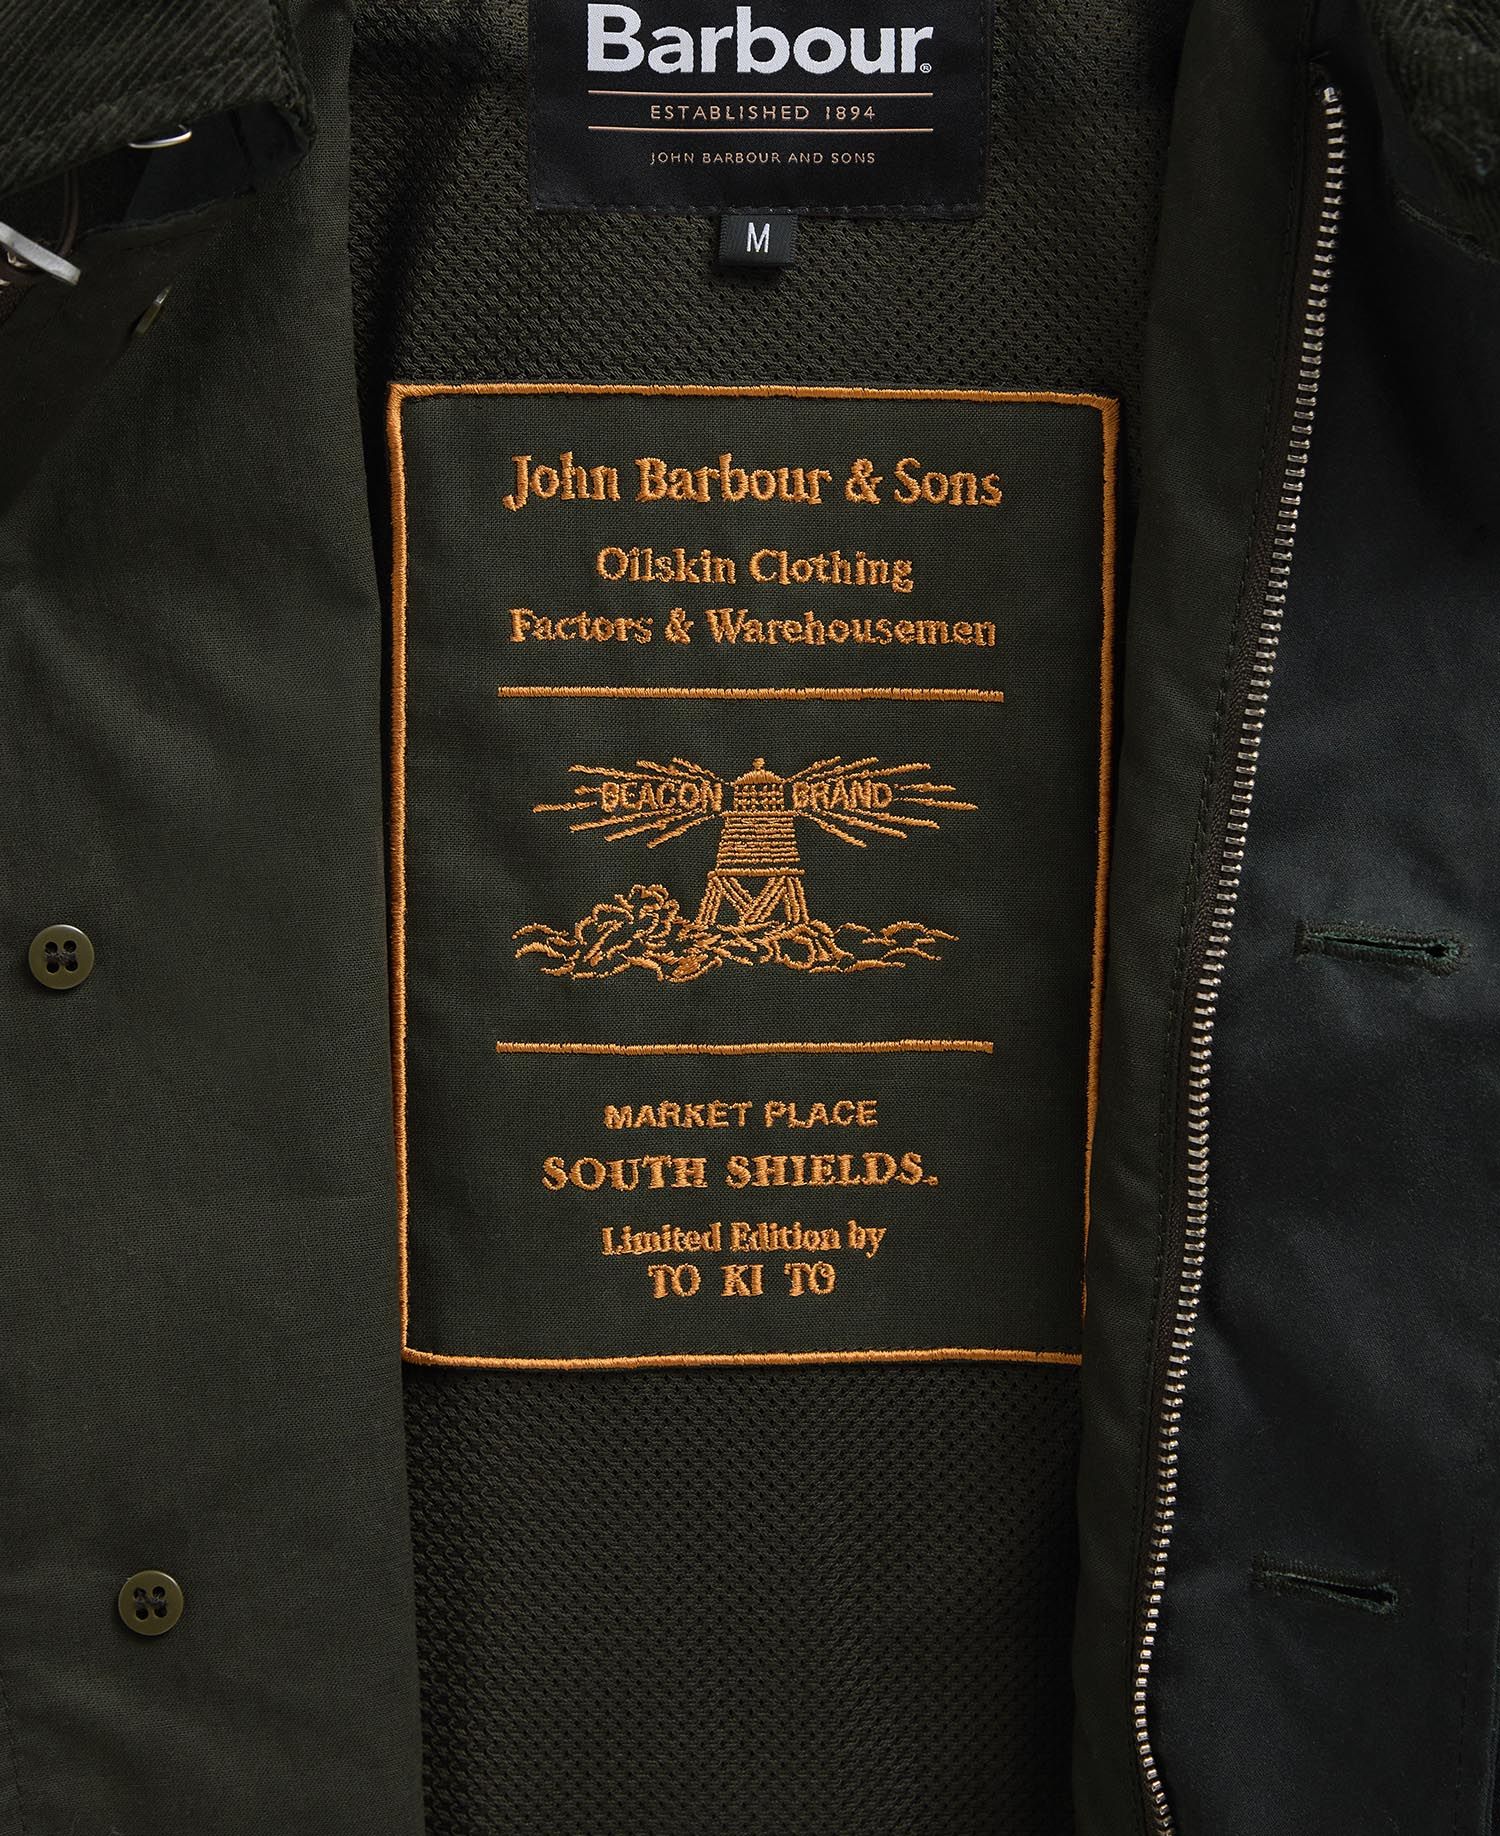 Barbour®
ESTABLISHED 1894
JOHN BARBOUR AND SONS
M
John Barbour & Sons
Oilskin Clothing
Factors & Warehousemen
BEACON BRAND
MARKET PLACE
SOUTH SHIELDS.
Limited Edition by
TO KI TO